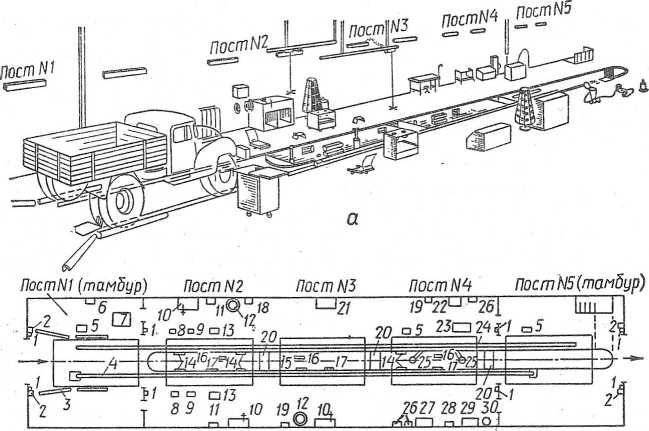 Пост N1
Пост N2
Пост N3
Пост N4
Пост N5
а
Пост N1 (тамбур) Пост N2 Пост N3 Пост N4 Пост N5 (тамбур)
6 10 11 18 21 19 22 26
2 5 7 1 8 9 13 12 5 23 24 1 5 2
1 20 20 1
4 14 16 17 14 15 16 17 14 25 16 17 25 20
1 3 1 1 1
2 8 9 13 2
11 10 19 12 10 26 27 28 29 30